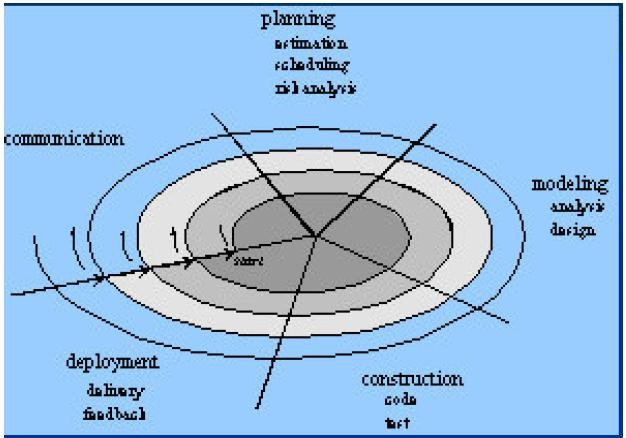 planning
estimation
scheduling
risk analysis
communication
modeling
analysis
design
start
deployment
delivery
feedback
construction
code
test